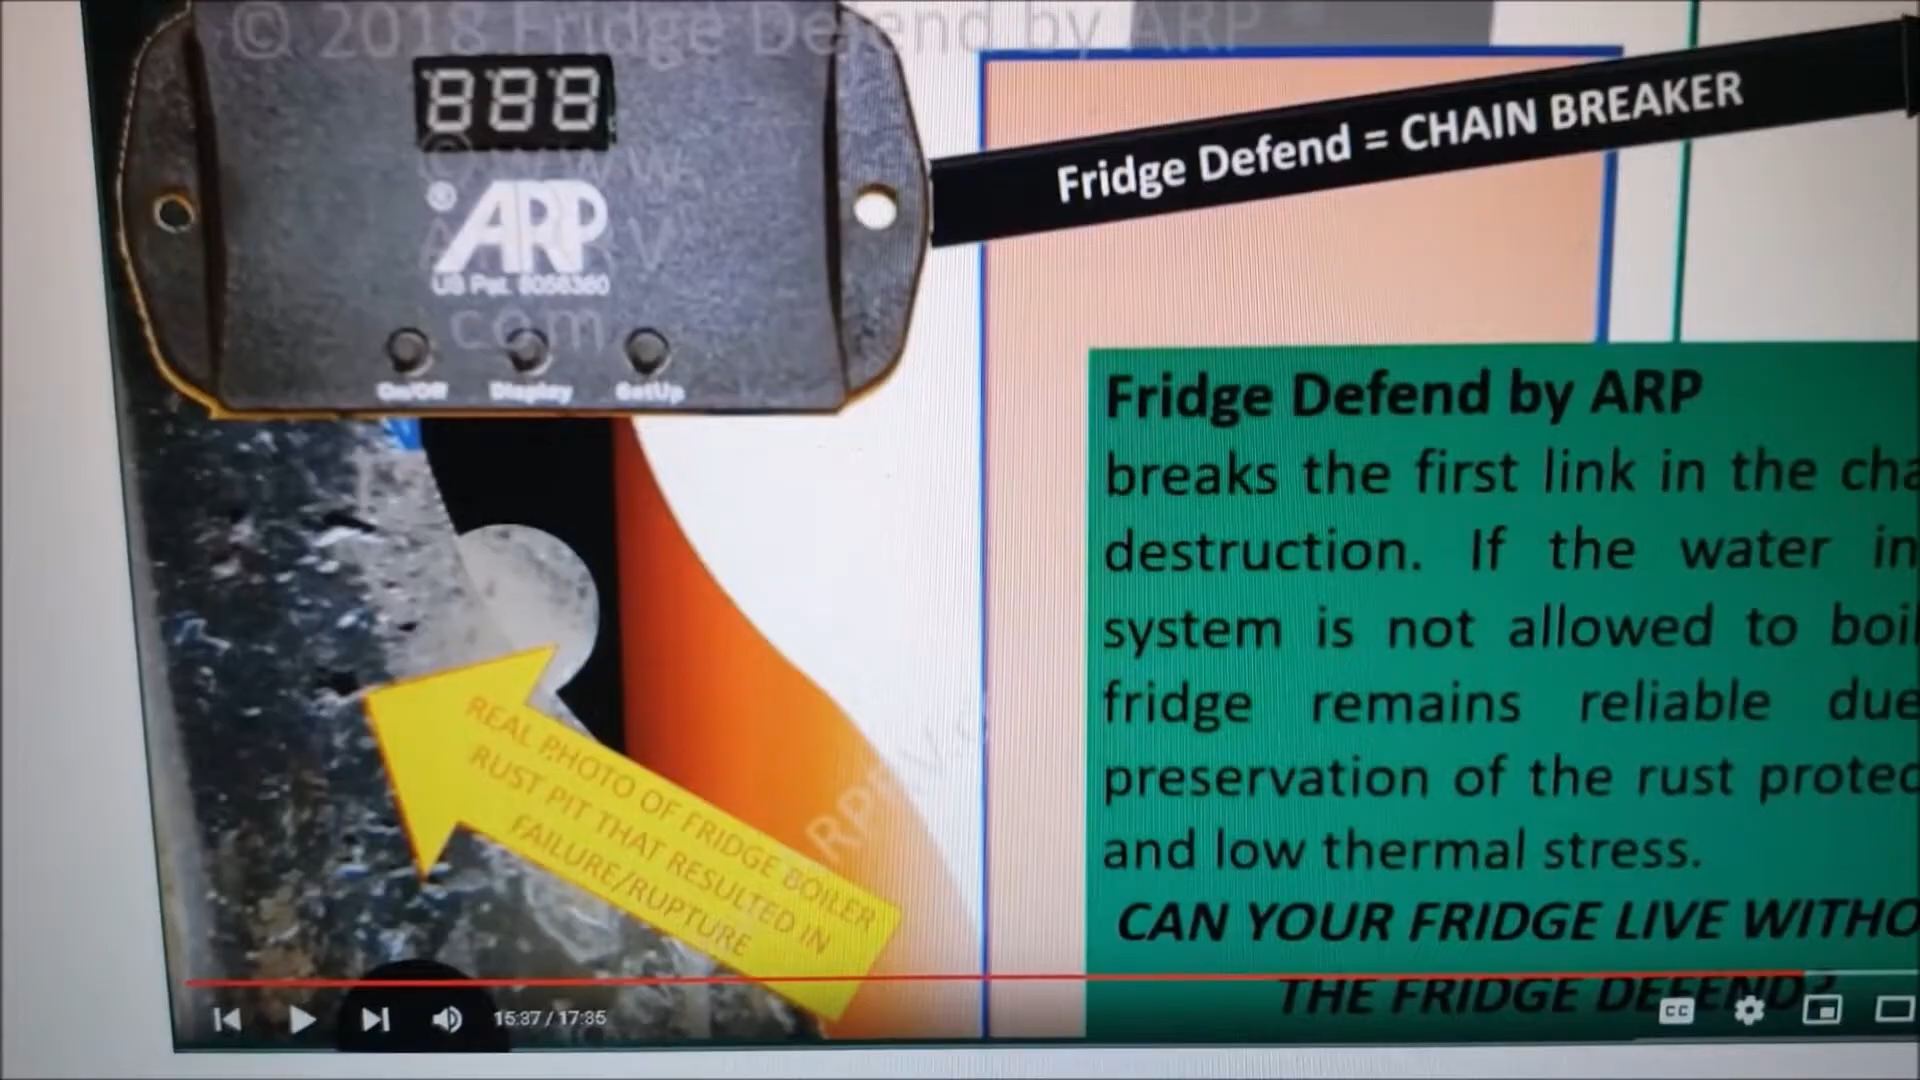 © 2018 Fridge Defend by ARP
888
© www.
ARP
US Pat. 8056360
com
On/Off Display SetUp
Fridge Defend = CHAIN BREAKER
Fridge Defend by ARP
breaks the first link in the cha
destruction. If the water in
system is not allowed to boil
fridge remains reliable due
preservation of the rust protec
and low thermal stress.
CAN YOUR FRIDGE LIVE WITHO
THE FRIDGE DEFEND?
REAL PHOTO OF FRIDGE BOILER
RUST PIT THAT RESULTED IN
FAILURE/RUPTURE
15:37 / 17:35
CC